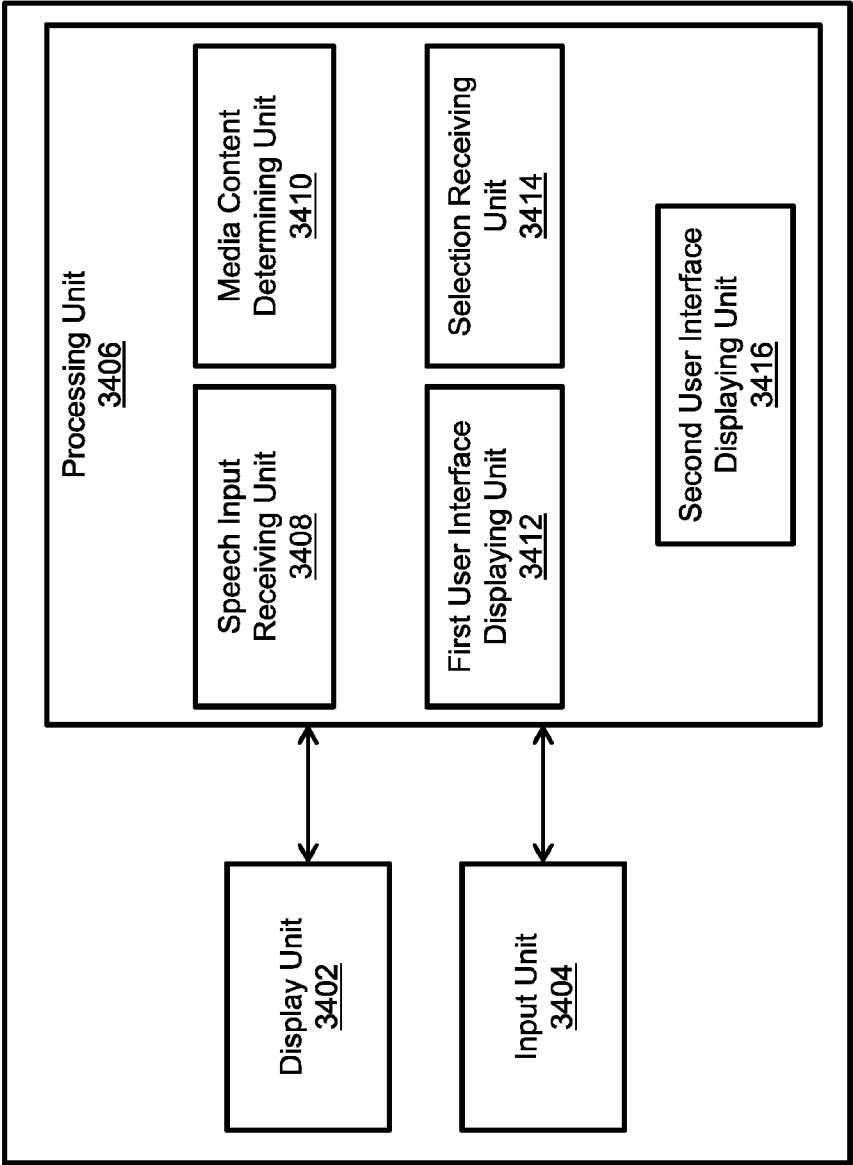 Processing Unit
3406
Speech Input
Receiving Unit
3408
Media Content
Determining Unit
3410
First User Interface
Displaying Unit
3412
Selection Receiving
Unit
3414
Second User Interface
Displaying Unit
3416
Display Unit
3402
Input Unit
3404